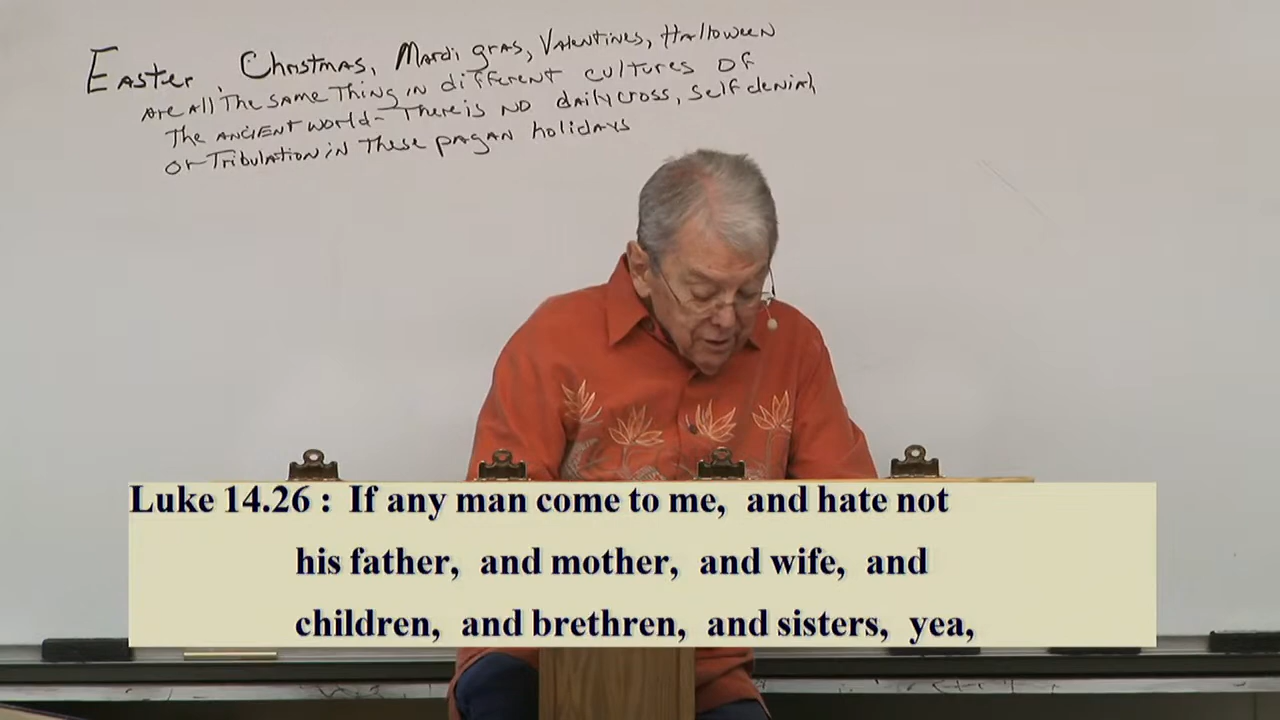 Easter, Christmas, Mardi gras, Valentines, Halloween
are all the same thing in different cultures of
the ancient world - There is no daily cross, self denial,
or Tribulation in these pagan holidays
Luke 14.26 : If any man come to me, and hate not
his father, and mother, and wife, and
children, and brethren, and sisters, yea,